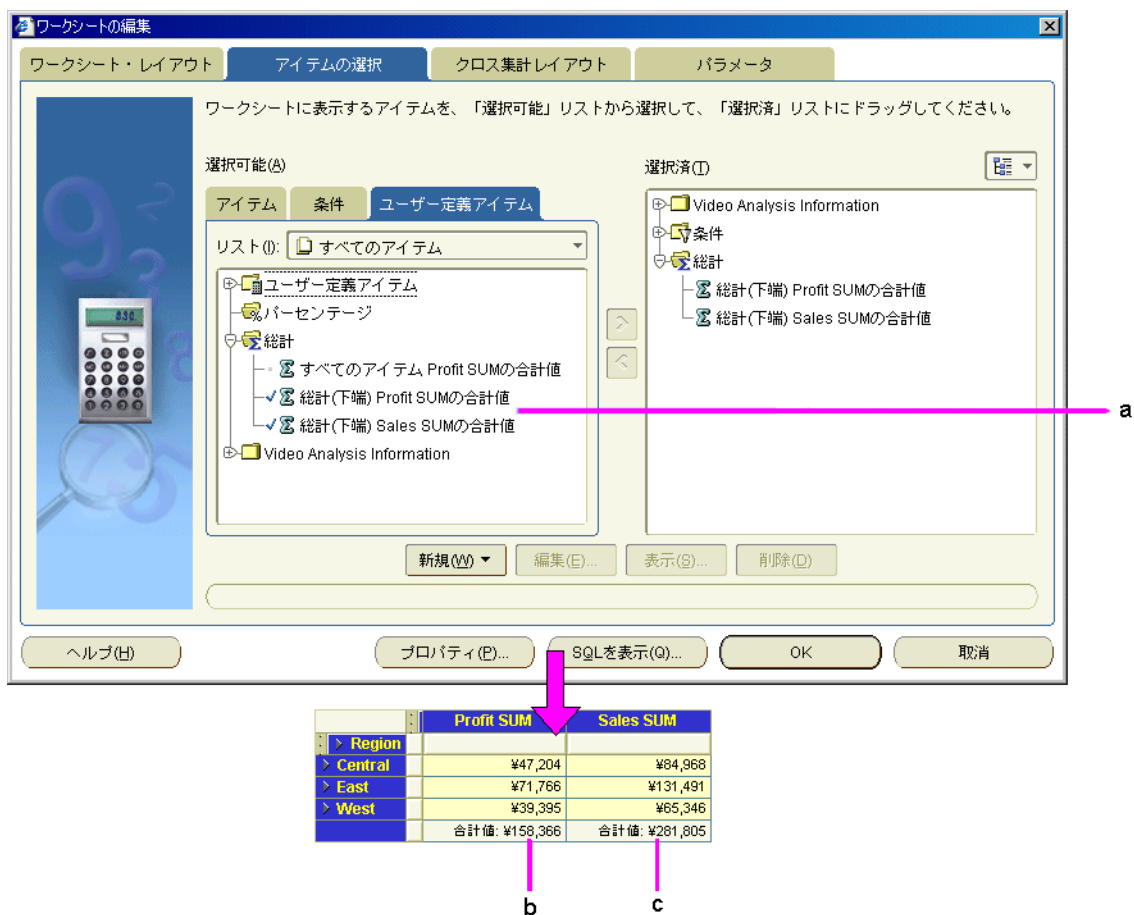 ワークシートの編集
ワークシート・レイアウト
アイテムの選択
クロス集計レイアウト
パラメータ
ワークシートに表示するアイテムを、「選択可能」リストから選択して、「選択済」リストにドラッグしてください。
選択可能(A)
選択済(T)
アイテム
条件
ユーザー定義アイテム
リスト(I):
すべてのアイテム
ユーザー定義アイテム
パーセンテージ
総計
すべてのアイテム Profit SUMの合計値
総計(下端) Profit SUMの合計値
総計(下端) Sales SUMの合計値
Video Analysis Information
Video Analysis Information
条件
総計
総計(下端) Profit SUMの合計値
総計(下端) Sales SUMの合計値
a
新規(W)
編集(E)...
表示(S)...
削除(D)
ヘルプ(H)
プロパティ(P)...
SQLを表示(Q)...
OK
取消
Profit SUM Sales SUM
Region
Central ¥47,204 ¥84,968
East ¥71,766 ¥131,491
West ¥39,395 ¥65,346
合計値: ¥158,366 合計値: ¥281,805
b
c